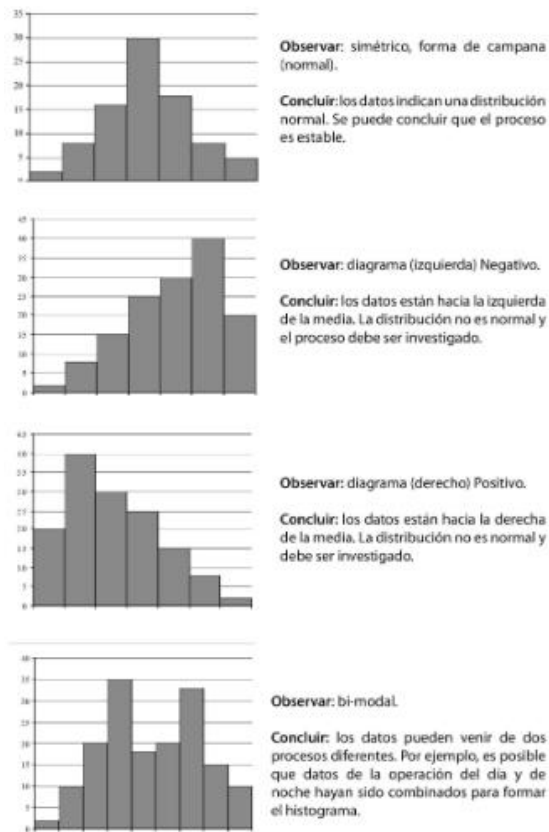 Observar: simétrico, forma de campana
(normal).
Concluir: los datos indican una distribución
normal. Se puede concluir que el proceso
es estable.
Observar: diagrama (izquierda) Negativo.
Concluir: los datos están hacia la izquierda
de la media. La distribución no es normal y
el proceso debe ser investigado.
Observar: diagrama (derecho) Positivo.
Concluir: los datos están hacia la derecha
de la media. La distribución no es normal y
debe ser investigado.
Observar: bi-modal.
Concluir: los datos pueden venir de dos
procesos diferentes. Por ejemplo, es posible
que datos de la operación del día y de
noche hayan sido combinados para formar
el histograma.